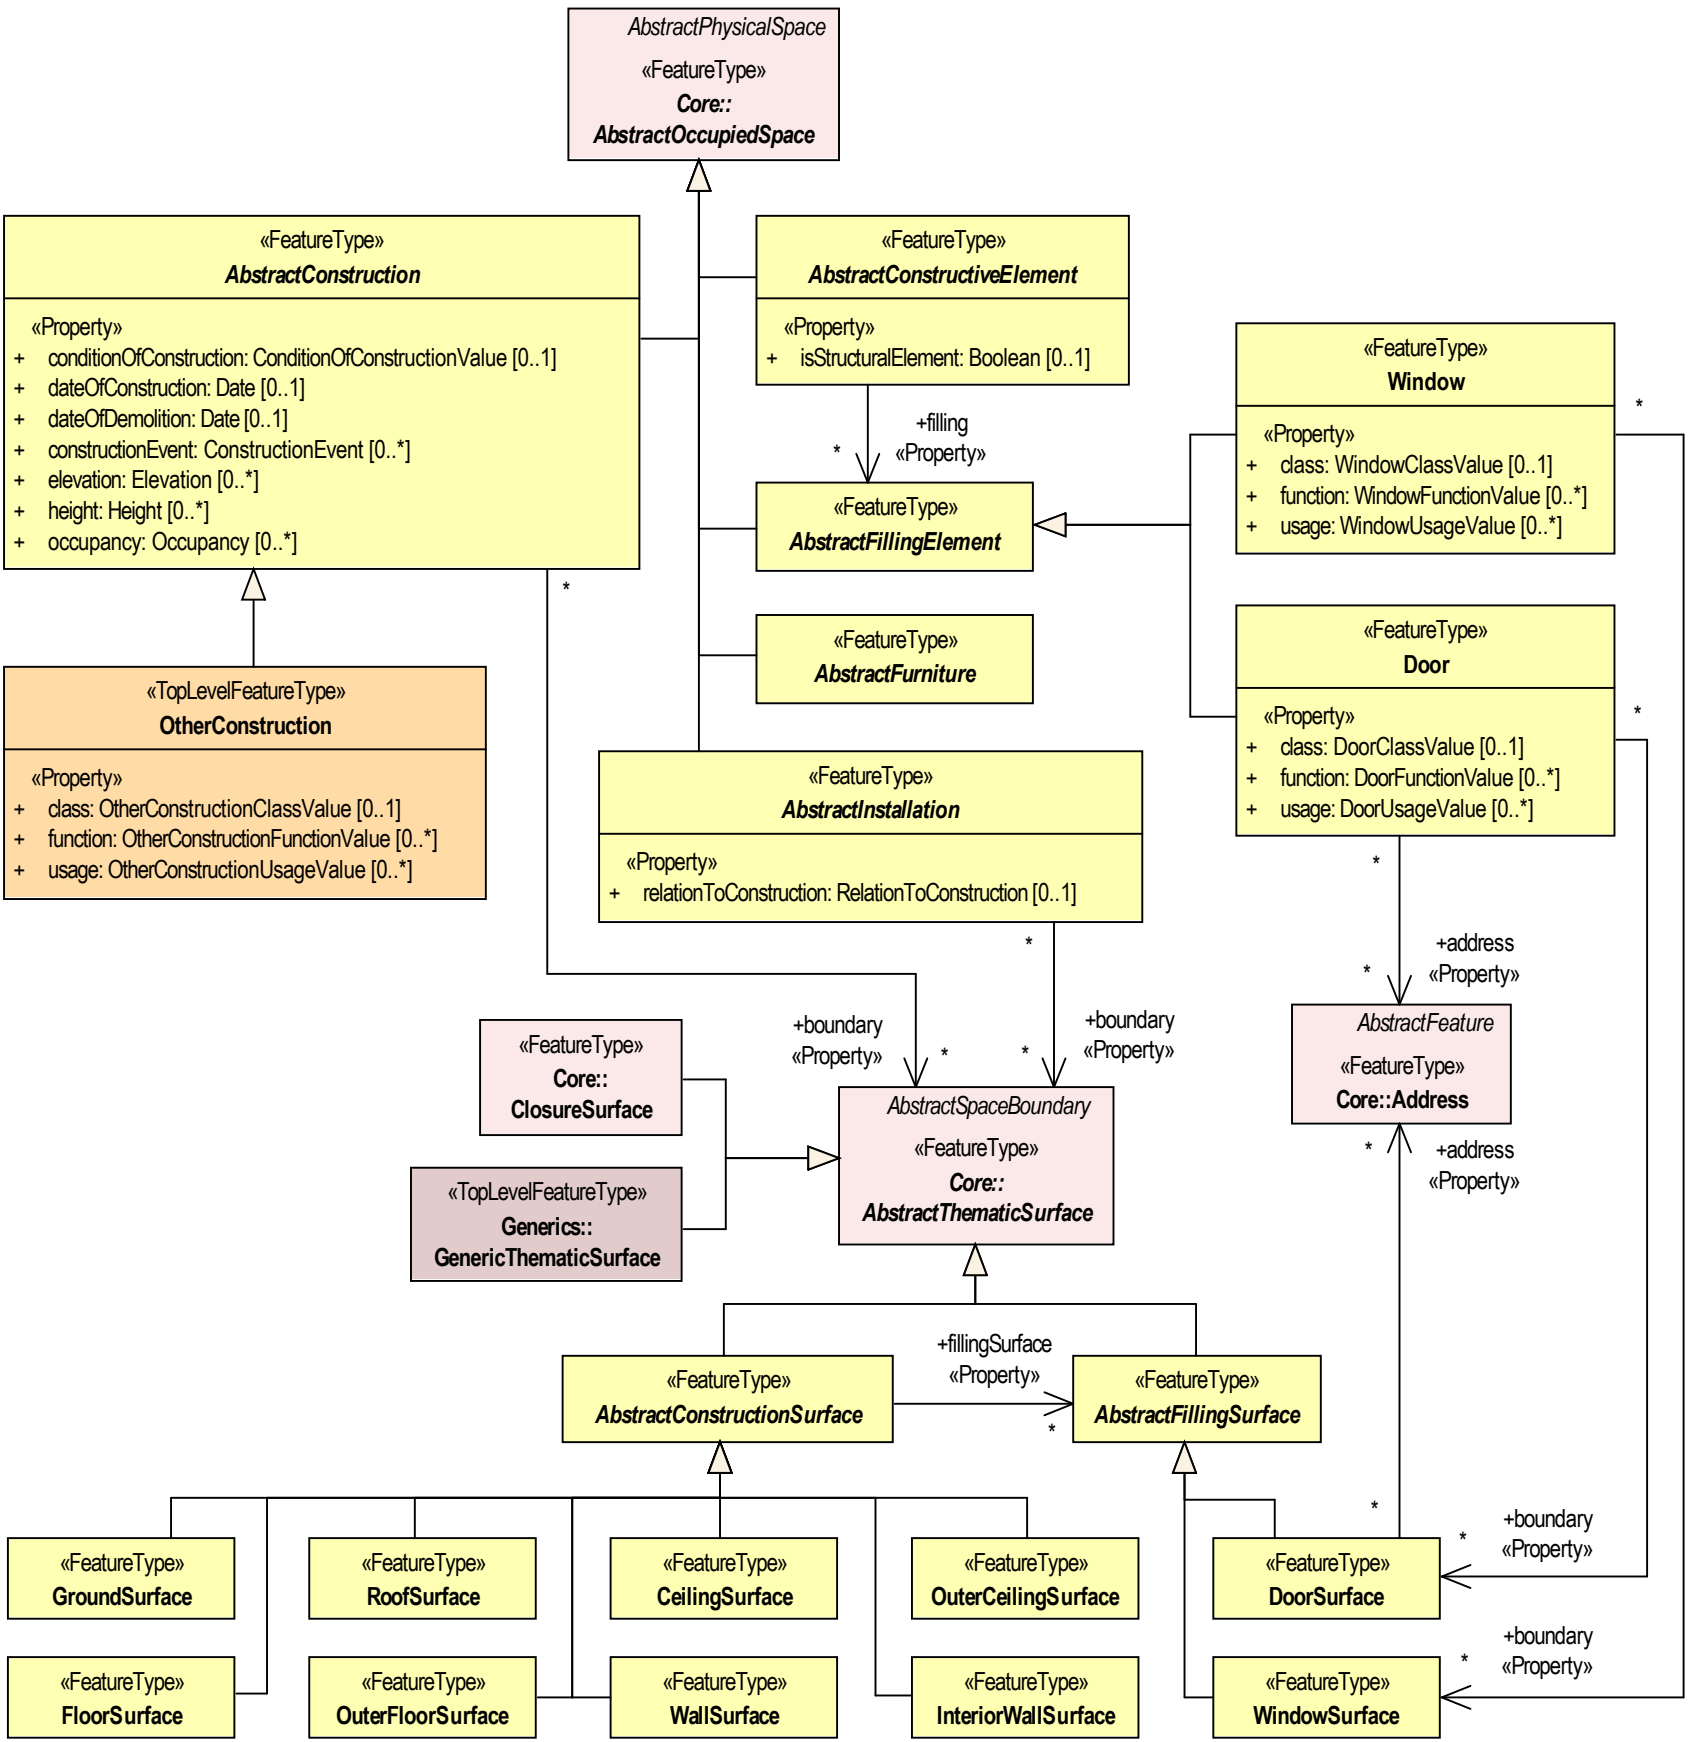 AbstractPhysicalSpace
«FeatureType»
Core::
AbstractOccupiedSpace
«FeatureType»
AbstractConstruction
«Property»
+ conditionOfConstruction: ConditionOfConstructionValue [0..1]
+ dateOfConstruction: Date [0..1]
+ dateOfDemolition: Date [0..1]
+ constructionEvent: ConstructionEvent [0..*]
+ elevation: Elevation [0..*]
+ height: Height [0..*]
+ occupancy: Occupancy [0..*]
«FeatureType»
AbstractConstructiveElement
«Property»
+ isStructuralElement: Boolean [0..1]
+filling
* «Property»
«FeatureType»
AbstractFillingElement
«FeatureType»
Window
«Property»
+ class: WindowClassValue [0..1]
+ function: WindowFunctionValue [0..*]
+ usage: WindowUsageValue [0..*]
*
*
«TopLevelFeatureType»
OtherConstruction
«Property»
+ class: OtherConstructionClassValue [0..1]
+ function: OtherConstructionFunctionValue [0..*]
+ usage: OtherConstructionUsageValue [0..*]
«FeatureType»
AbstractFurniture
«FeatureType»
Door
«Property»
+ class: DoorClassValue [0..1]
+ function: DoorFunctionValue [0..*]
+ usage: DoorUsageValue [0..*]
*
«FeatureType»
AbstractInstallation
«Property»
+ relationToConstruction: RelationToConstruction [0..1]
*
*
+address
* «Property»
AbstractFeature
«FeatureType»
Core::Address
+boundary
«Property» *
+boundary
* «Property»
«FeatureType»
Core::
ClosureSurface
«TopLevelFeatureType»
Generics::
GenericThematicSurface
AbstractSpaceBoundary
«FeatureType»
Core::
AbstractThematicSurface
* +address
«Property»
+fillingSurface
«Property»
*
«FeatureType»
AbstractConstructionSurface
«FeatureType»
AbstractFillingSurface
*
+boundary
* «Property»
«FeatureType»
GroundSurface
«FeatureType»
RoofSurface
«FeatureType»
CeilingSurface
«FeatureType»
OuterCeilingSurface
«FeatureType»
DoorSurface
+boundary
* «Property»
«FeatureType»
FloorSurface
«FeatureType»
OuterFloorSurface
«FeatureType»
WallSurface
«FeatureType»
InteriorWallSurface
«FeatureType»
WindowSurface